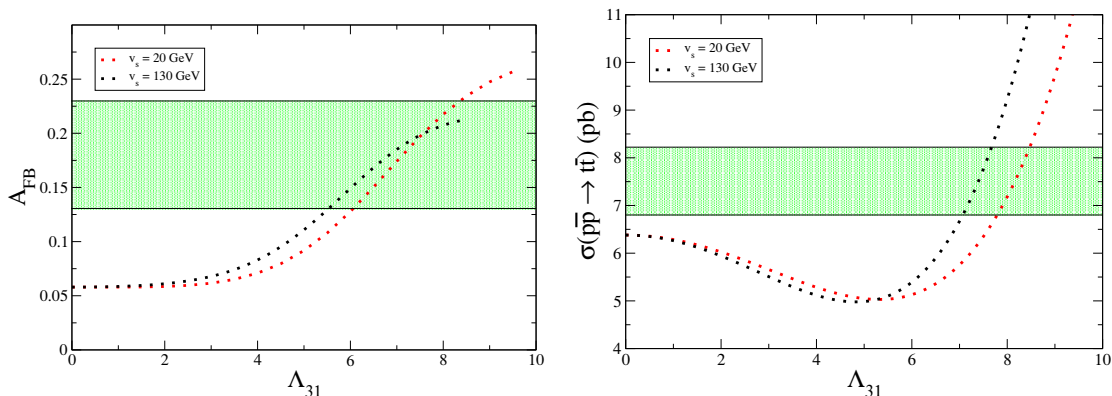 v_s = 20 GeV
v_s = 130 GeV
0.25
0.2
0.15
0.1
0.05
0
A_FB
0 2 4 6 8 10
Λ_31
v_s = 20 GeV
v_s = 130 GeV
11
10
9
8
7
6
5
4
σ(pp̅ → tt̅) (pb)
0 2 4 6 8 10
Λ_31